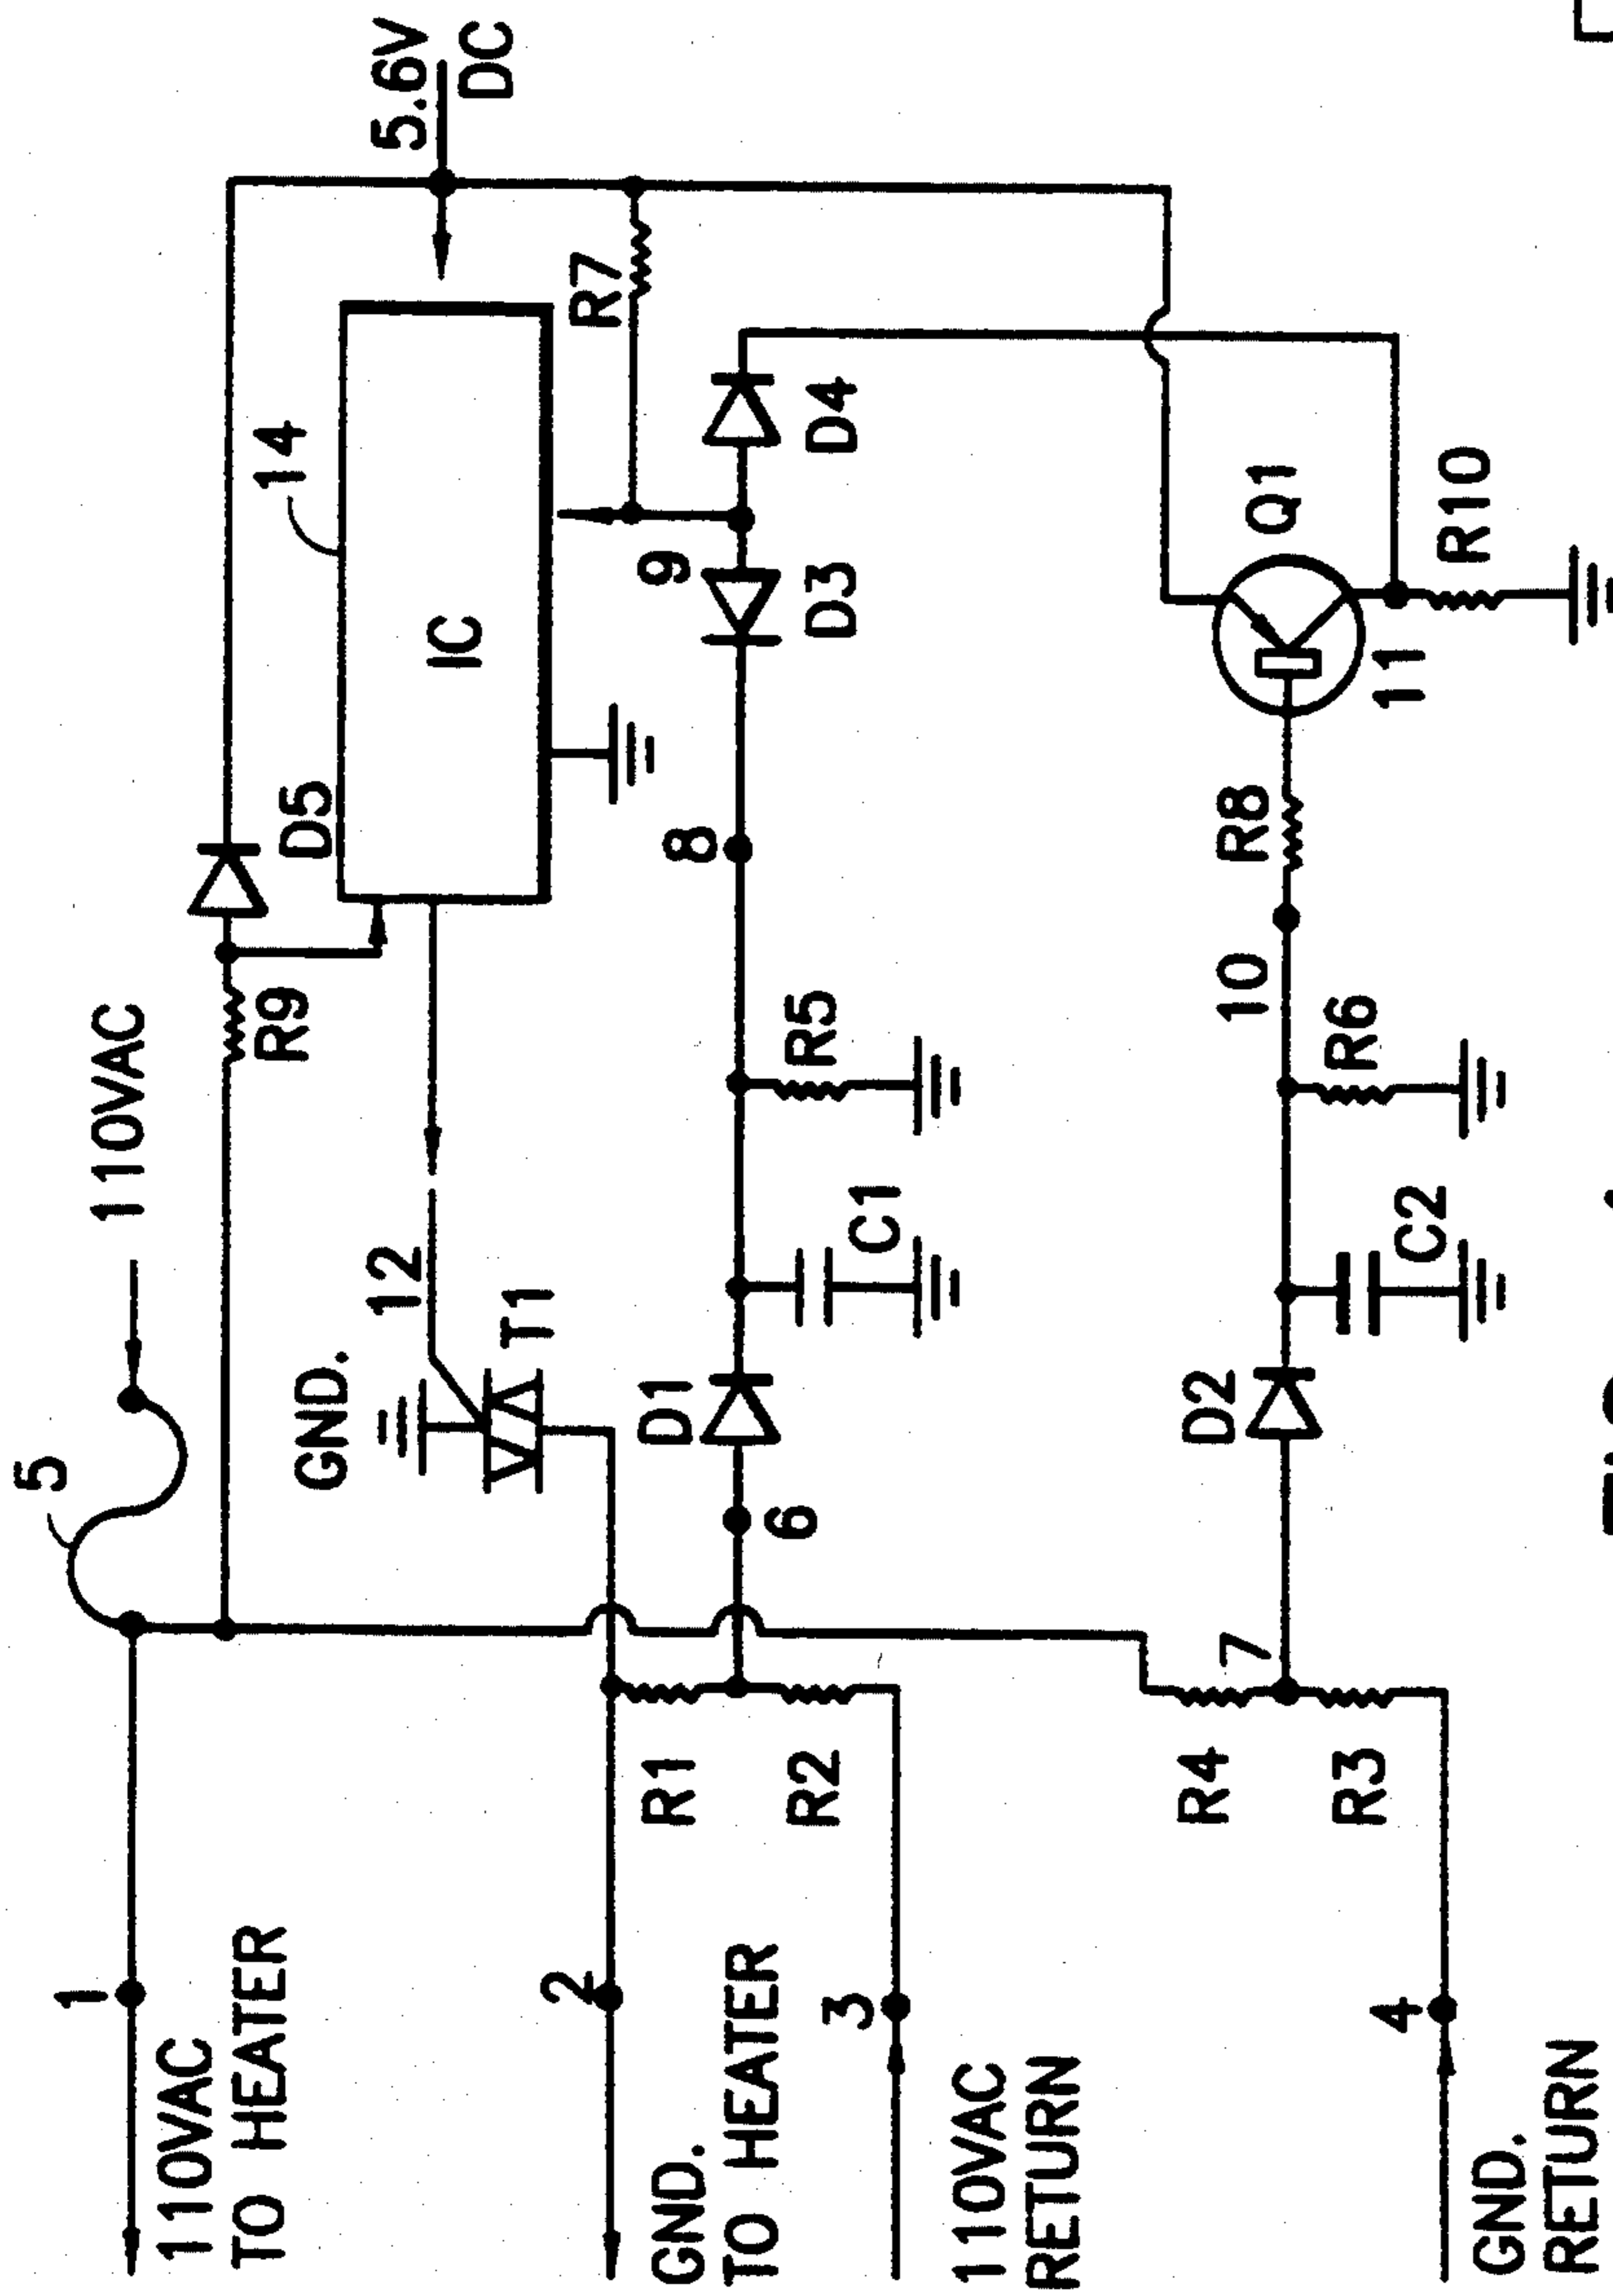 5
110VAC
1
110VAC
TO HEATER
R9
D5
14
5.6V
DC
GND.
12
T1
IC
2
GND.
TO HEATER
R1
R2
3
110VAC
RETURN
6
D1
C1
R5
8
9
D3
D4
R7
R4
R3
7
D2
C2
R6
10
R8
Q1
11
R10
4
GND.
RETURN